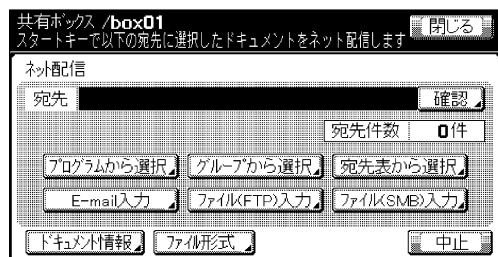 共有ボックス /box01 閉じる
スタートキーで以下の宛先に選択したドキュメントをネット配信します
ネット配信
宛先 確認
宛先件数 0件
プログラムから選択 グループから選択 宛先表から選択
E-mail入力 ファイル(FTP)入力 ファイル(SMB)入力
ドキュメント情報 ファイル形式 中止